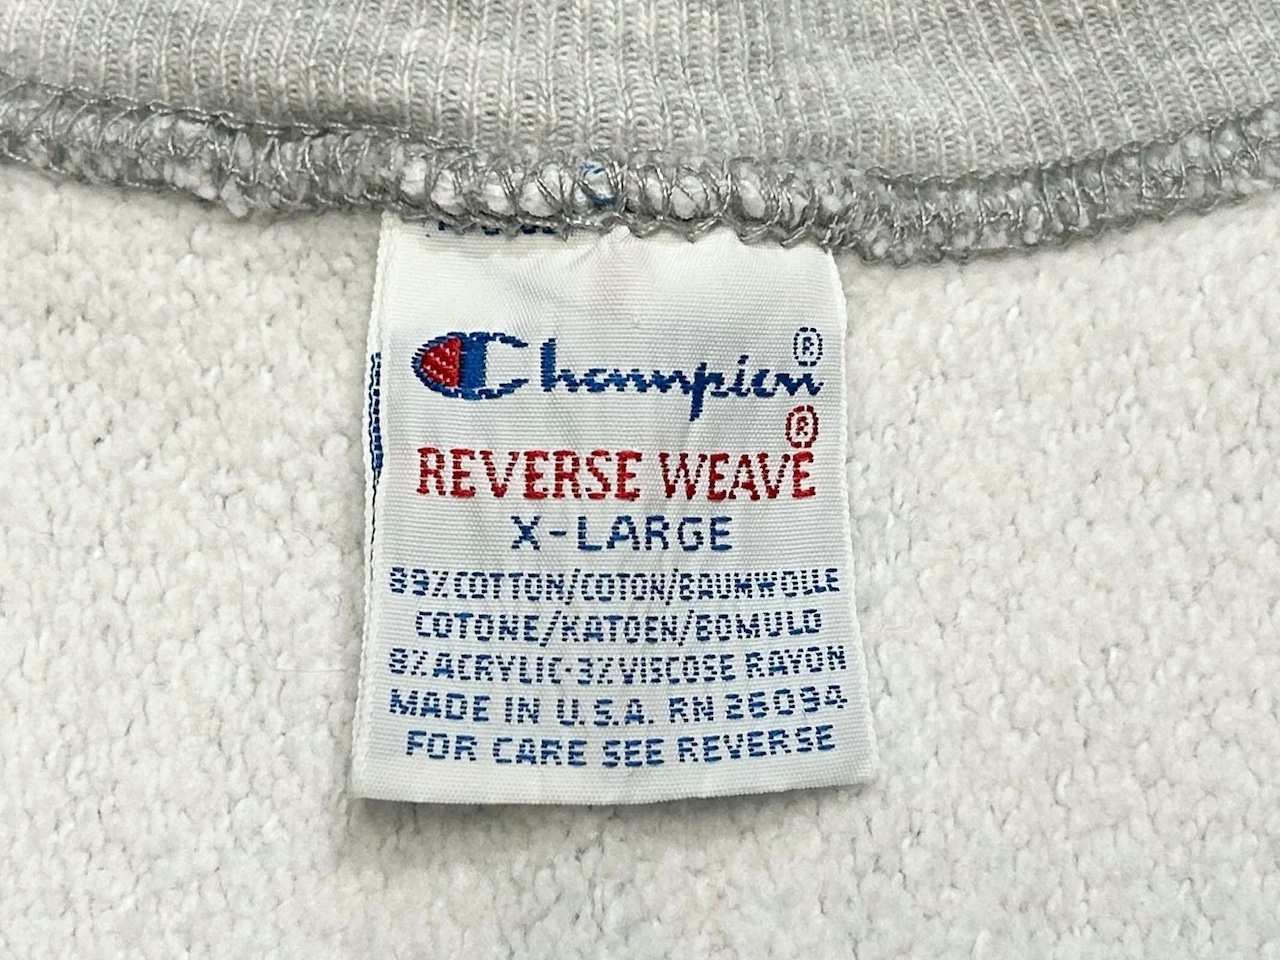 Champion®
REVERSE WEAVE®
X-LARGE
89% COTTON/COTON/BAUMWOLLE
COTONE/KATOEN/BOMULD
8% ACRYLIC·3% VISCOSE RAYON
MADE IN U.S.A. RN 26094
FOR CARE SEE REVERSE